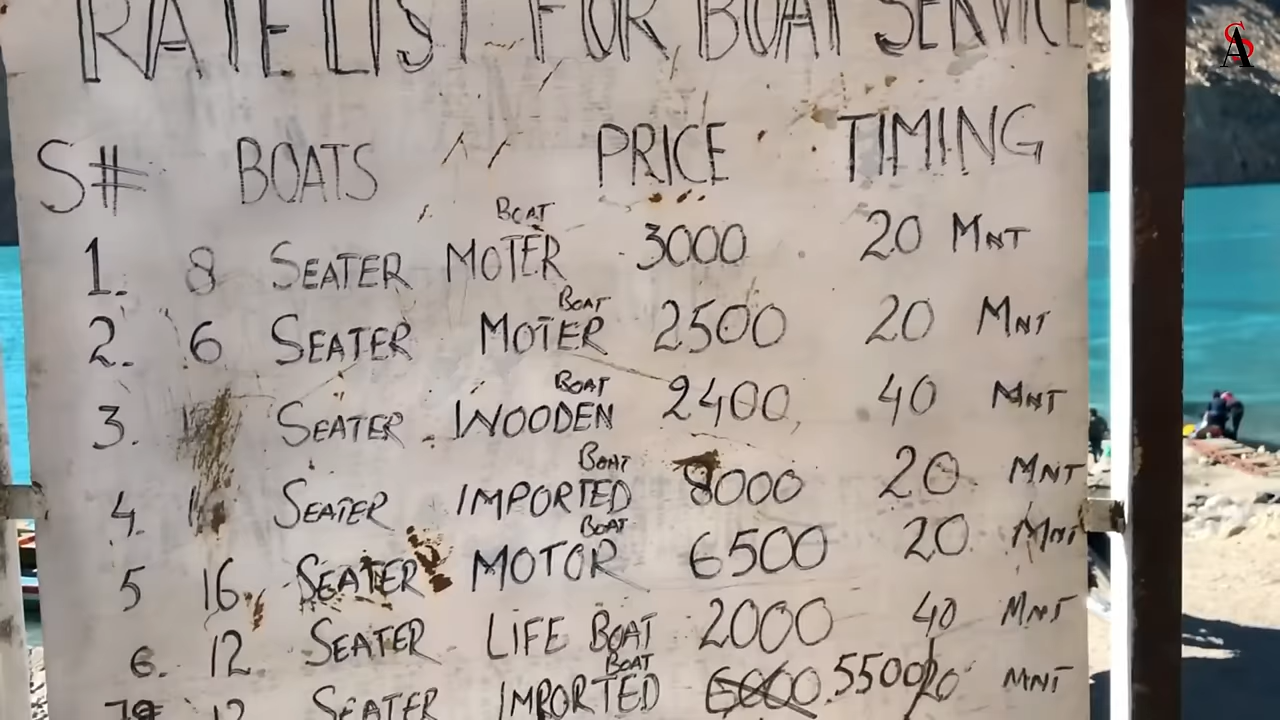 RATE LIST FOR BOAT SERVICE
S# BOATS PRICE TIMING
1. 8 SEATER MOTER BOAT 3000 20 MNT
2. 6 SEATER MOTER BOAT 2500 20 MNT
3. SEATER WOODEN BOAT 2400 40 MNT
4. SEATER IMPORTED BOAT 8000 20 MNT
5 16 SEATER MOTOR BOAT 6500 20 MNT
6. 12 SEATER LIFE BOAT 2000 40 MNT
12 SEATER IMPORTED BOAT 6000 5500 20 MNT